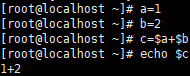 [root@localhost ~]# a=1
[root@localhost ~]# b=2
[root@localhost ~]# c=$a+$b
[root@localhost ~]# echo $c
1+2